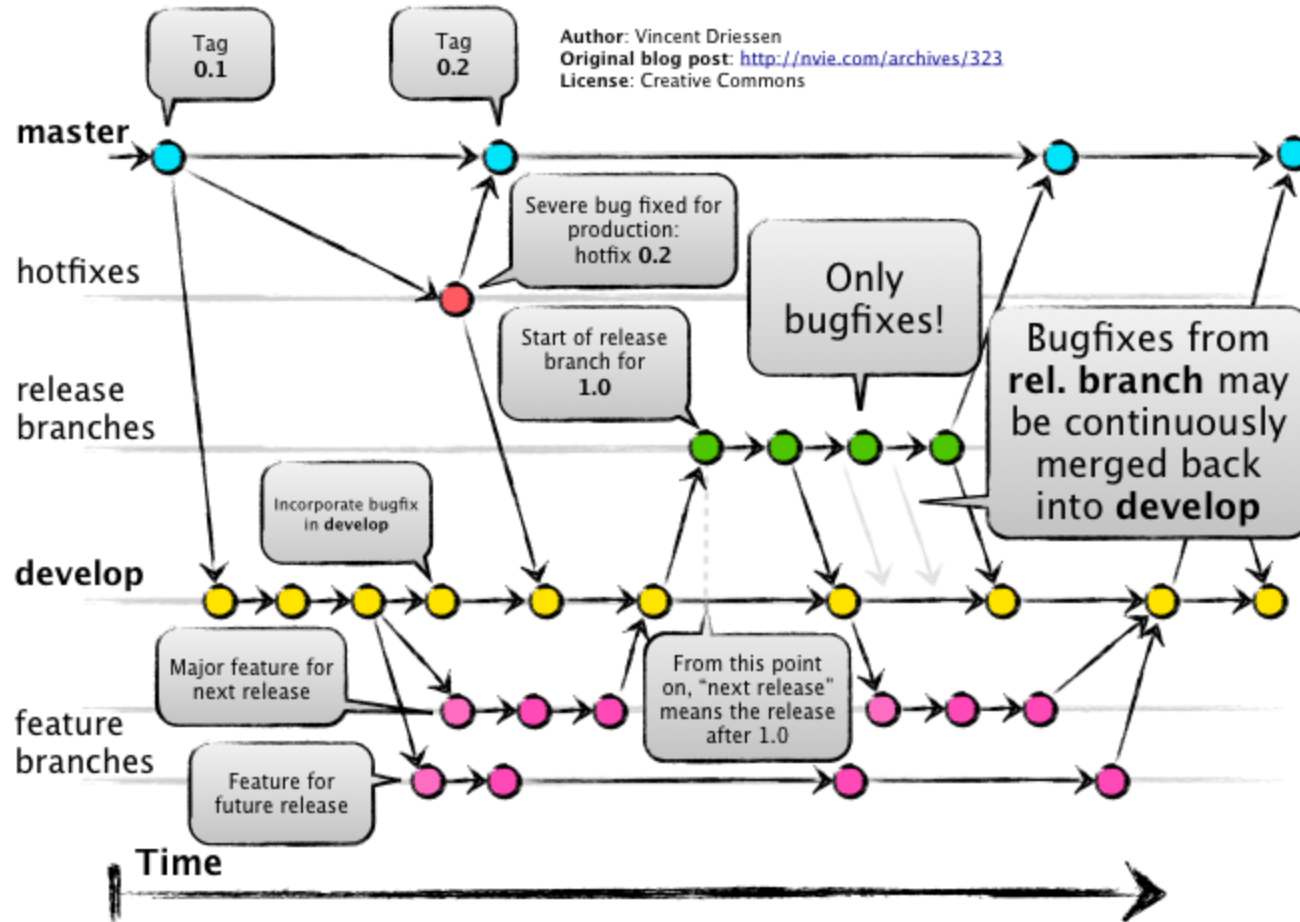 Tag
0.1
Tag
0.2
Author: Vincent Driessen
Original blog post: http://nvie.com/archives/323
License: Creative Commons
master
Severe bug fixed for
production:
hotfix 0.2
hotfixes
Only
bugfixes!
Start of release
branch for
1.0
Bugfixes from
rel. branch may
be continuously
merged back
into develop
release
branches
Incorporate bugfix
in develop
develop
Major feature for
next release
From this point
on, “next release”
means the release
after 1.0
feature
branches
Feature for
future release
Time